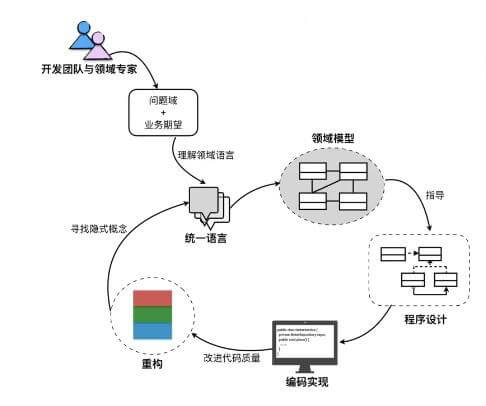 开发团队与领域专家
问题域
+
业务期望
理解领域语言
领域模型
统一语言
寻找隐式概念
指导
程序设计
重构
改进代码质量
编码实现